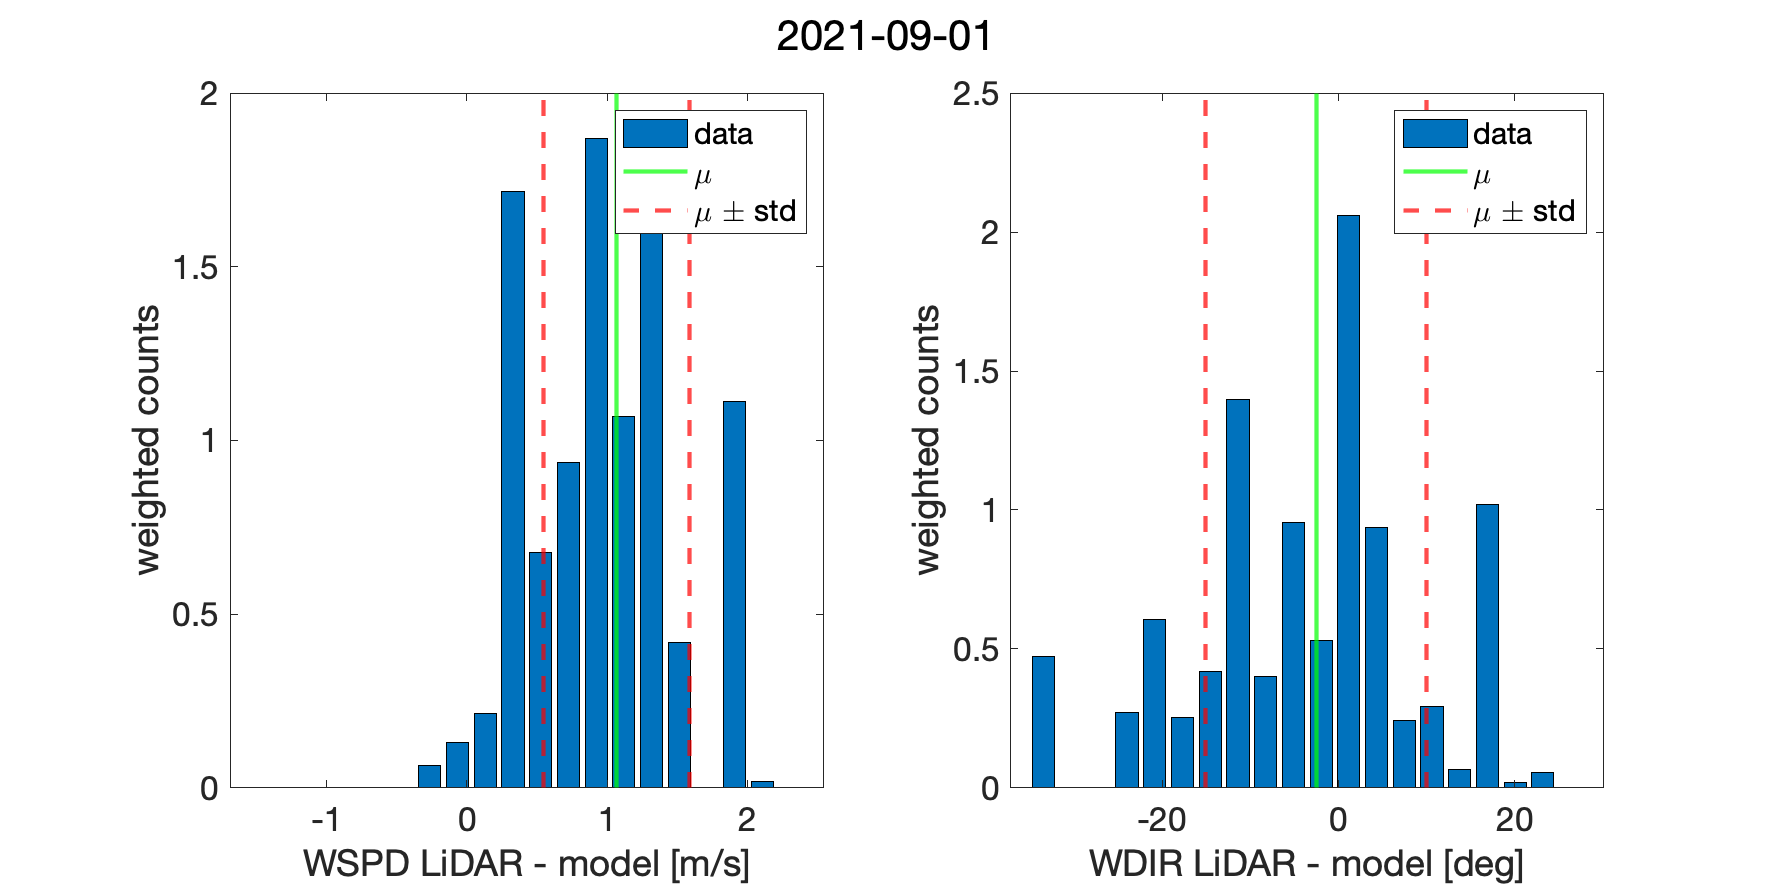 2021-09-01
2
1.5
1
0.5
0
-1
0
1
2
weighted counts
WSPD LiDAR - model [m/s]
data
μ
μ ± std
2.5
2
1.5
1
0.5
0
-20
0
20
weighted counts
WDIR LiDAR - model [deg]
data
μ
μ ± std